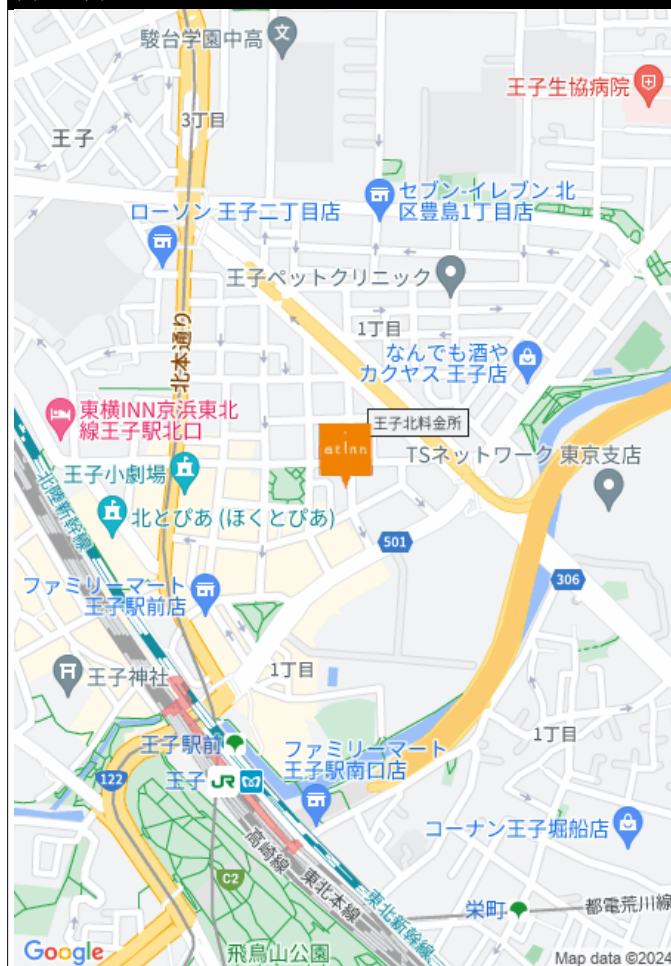 駿台学園中高
王子生協病院
3丁目
王子
セブン-イレブン 北
区豊島1丁目店
ローソン 王子二丁目店
王子ペットクリニック
1丁目
北本通り
なんでも酒や
カクヤス 王子店
東横INN京浜東北
線王子駅北口
王子北料金所
arinn
TSネットワーク 東京支店
王子小劇場
北陸新幹線
北とぴあ (ほくとぴあ)
501
306
ファミリーマート
王子駅前店
1丁目
王子神社
1丁目
王子駅前
ファミリーマート
王子駅南口店
122
王子
JR
コーナン王子堀船店
高崎線
東北本線
C2
東北新幹線
栄町
都電荒川線
飛鳥山公園
Google
Map data ©2024